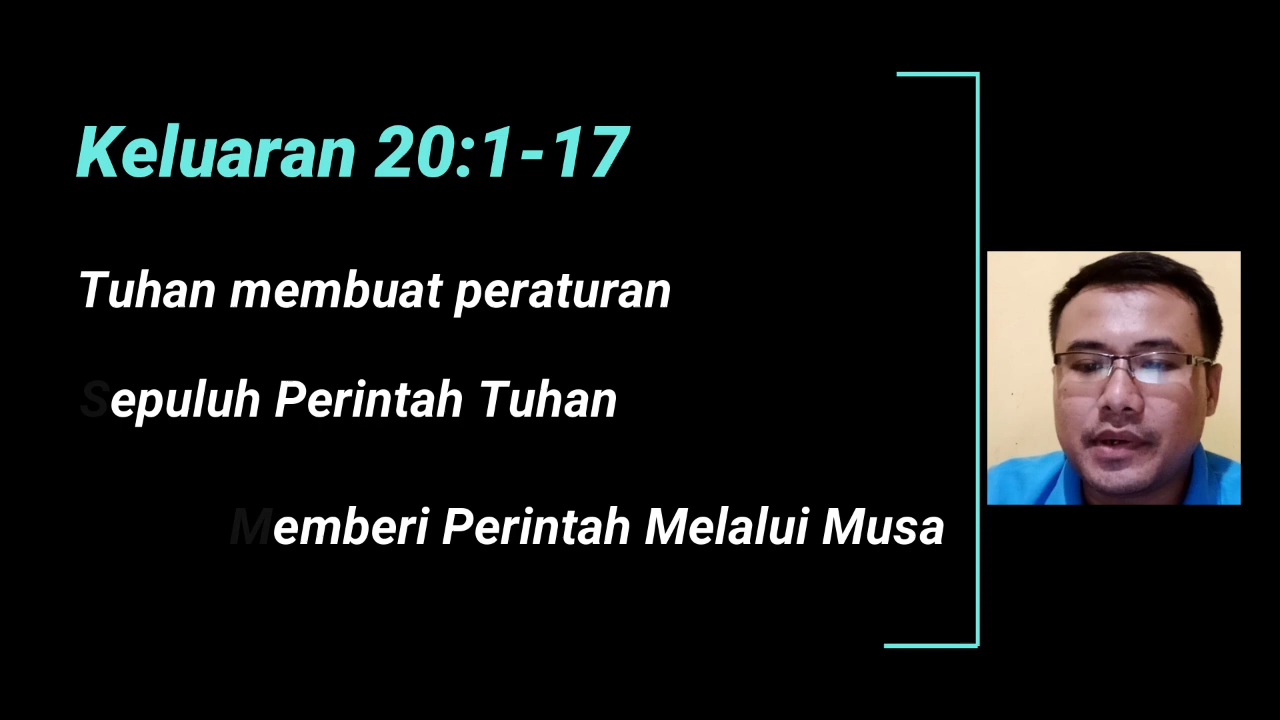 Keluaran 20:1-17
Tuhan membuat peraturan
Sepuluh Perintah Tuhan
Memberi Perintah Melalui Musa